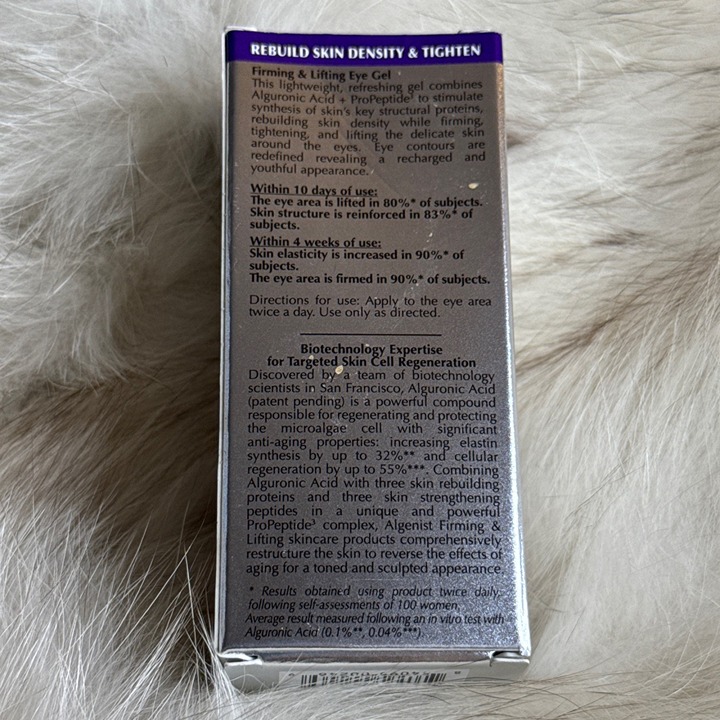 REBUILD SKIN DENSITY & TIGHTEN
Firming & Lifting Eye Gel
This lightweight, refreshing gel combines
Alguronic Acid + ProPeptide³ to stimulate
synthesis of skin's key structural proteins,
rebuilding skin density while firming,
tightening, and lifting the delicate skin
around the eyes. Eye contours are
redefined revealing a recharged and
youthful appearance.
Within 10 days of use:
The eye area is lifted in 80%* of subjects.
Skin structure is reinforced in 83%* of
subjects.
Within 4 weeks of use:
Skin elasticity is increased in 90%* of
subjects.
The eye area is firmed in 90%* of subjects.
Directions for use: Apply to the eye area
twice a day. Use only as directed.
Biotechnology Expertise
for Targeted Skin Cell Regeneration
Discovered by a team of biotechnology
scientists in San Francisco, Alguronic Acid
(patent pending) is a powerful compound
responsible for regenerating and protecting
the microalgae cell with significant
anti-aging properties: increasing elastin
synthesis by up to 32%** and cellular
regeneration by up to 55%***. Combining
Alguronic Acid with three skin rebuilding
proteins and three skin strengthening
peptides in a unique and powerful
ProPeptide³ complex, Algenist Firming &
Lifting skincare products comprehensively
restructure the skin to reverse the effects of
aging for a toned and sculpted appearance.
* Results obtained using product twice daily,
following self-assessments of 100 women.
Average result measured following an in vitro test with
Alguronic Acid (0.1%**, 0.04%***).